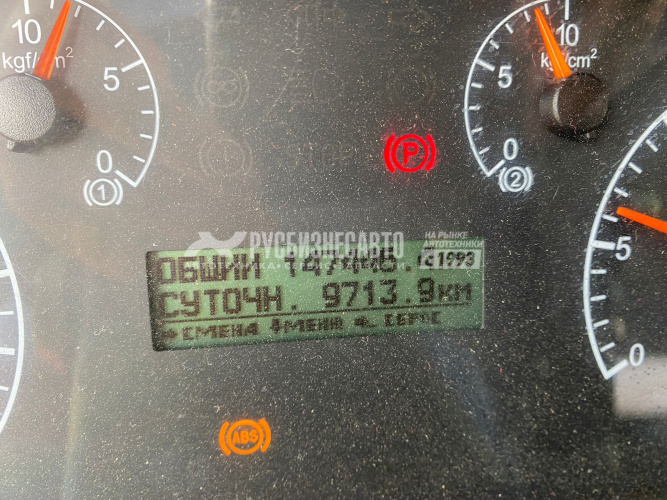 10
kgf/cm²
5
0
1
10
kgf/cm²
5
0
2
P
РУСБИЗНЕСАВТО
НА РЫНКЕ
АВТОТЕХНИКИ
с 1993
ОБЩИЙ
СУТОЧН. 9713.9км
СМЕНА МЕНЮ СБРОС
ABS
5
0